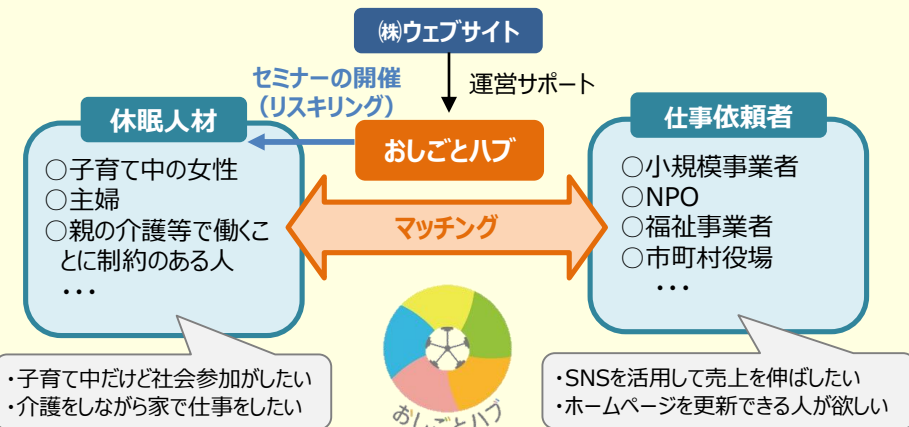 ㈱ウェブサイト
セミナーの開催
（リスキリング）
運営サポート
休眠人材
おしごとハブ
仕事依頼者
○子育て中の女性
○主婦
○親の介護等で働くこ
とに制約のある人
・・・
マッチング
○小規模事業者
○NPO
○福祉事業者
○市町村役場
・・・
・子育て中だけど社会参加がしたい
・介護をしながら家で仕事をしたい
おしごとハブ
・SNSを活用して売上を伸ばしたい
・ホームページを更新できる人が欲しい